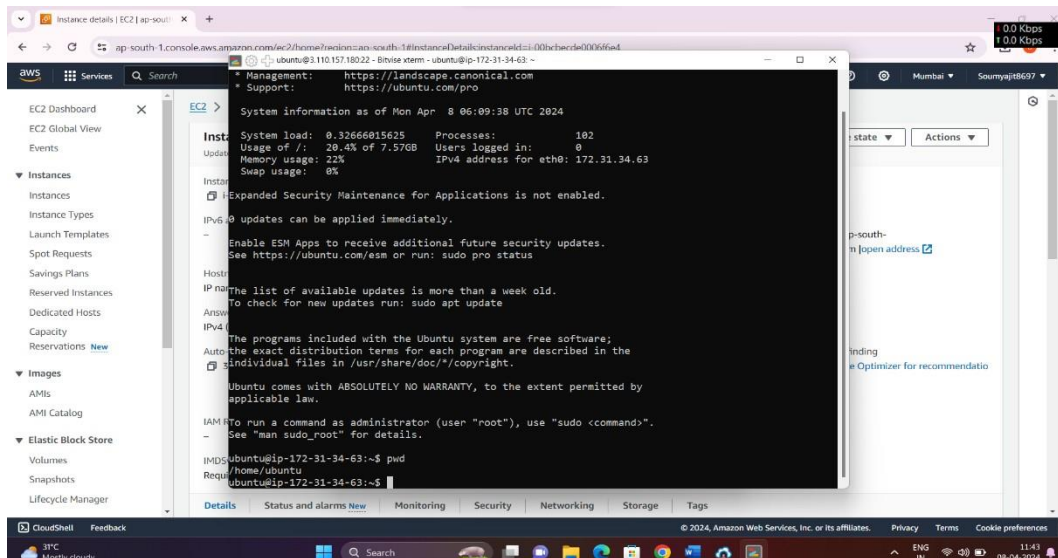 Instance details | EC2 | ap-south
0.0 Kbps
0.0 Kbps
ap-south-1.console.aws.amazon.com/ec2/home?region=ap-south-1#InstanceDetails:instanceId=i-00bchecde0006f6e4
aws Services Search Mumbai Soumyajit8697
ubuntu@3.110.157.180:22 - Bitvise xterm - ubuntu@ip-172-31-34-63: ~
EC2 Dashboard
EC2 Global View
Events
Instances
Instances
Instance Types
Launch Templates
Spot Requests
Savings Plans
Reserved Instances
Dedicated Hosts
Capacity
Reservations New
Images
AMIs
AMI Catalog
Elastic Block Store
Volumes
Snapshots
Lifecycle Manager
EC2
state Actions
IPv6
IPv4 (
IAM R
IMDS
Requi
p-south-
open address
inding
e Optimizer for recommendatio
* Management: https://landscape.canonical.com
* Support: https://ubuntu.com/pro
System information as of Mon Apr 8 06:09:38 UTC 2024
System load: 0.32666015625 Processes: 102
Usage of /: 20.4% of 7.57GB Users logged in: 0
Memory usage: 22% IPv4 address for eth0: 172.31.34.63
Swap usage: 0%
Expanded Security Maintenance for Applications is not enabled.
0 updates can be applied immediately.
Enable ESM Apps to receive additional future security updates.
See https://ubuntu.com/esm or run: sudo pro status
The list of available updates is more than a week old.
To check for new updates run: sudo apt update
The programs included with the Ubuntu system are free software;
the exact distribution terms for each program are described in the
individual files in /usr/share/doc/*/copyright.
Ubuntu comes with ABSOLUTELY NO WARRANTY, to the extent permitted by
applicable law.
To run a command as administrator (user "root"), use "sudo <command>".
See "man sudo_root" for details.
ubuntu@ip-172-31-34-63:~$ pwd
/home/ubuntu
ubuntu@ip-172-31-34-63:~$
Details Status and alarms New Monitoring Security Networking Storage Tags
CloudShell Feedback © 2024, Amazon Web Services, Inc. or its affiliates. Privacy Terms Cookie preferences
31°C
Mostly cloudy
Search
ENG
IN
11:43
08-04-2024